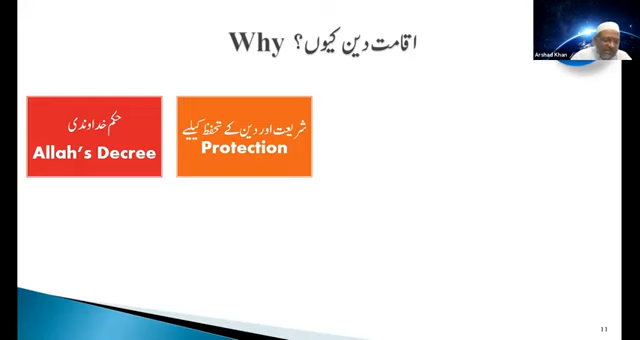 اقامت دین کیوں؟ Why
حکم خداوندی
Allah's Decree
شریعت اور دین کے تحفظ کیلیے
Protection
Arshad Khan
11